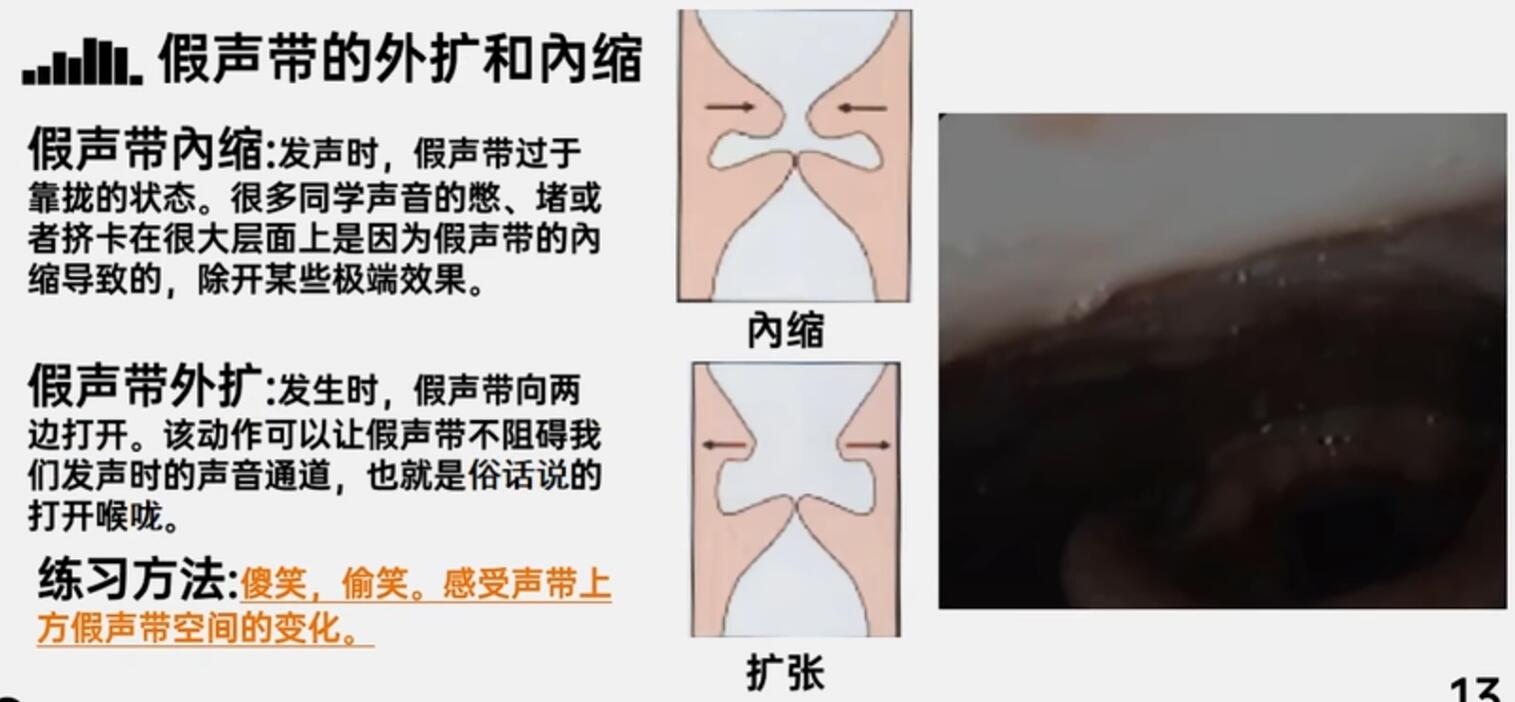 假声带的外扩和內缩
假声带內缩:发声时，假声带过于
靠拢的状态。很多同学声音的憋、堵或
者挤卡在很大层面上是因为假声带的內
缩导致的，除开某些极端效果。
假声带外扩:发生时，假声带向两
边打开。该动作可以让假声带不阻碍我
们发声时的声音通道，也就是俗话说的
打开喉咙。
练习方法:傻笑，偷笑。感受声带上
方假声带空间的变化。
內缩
扩张
13